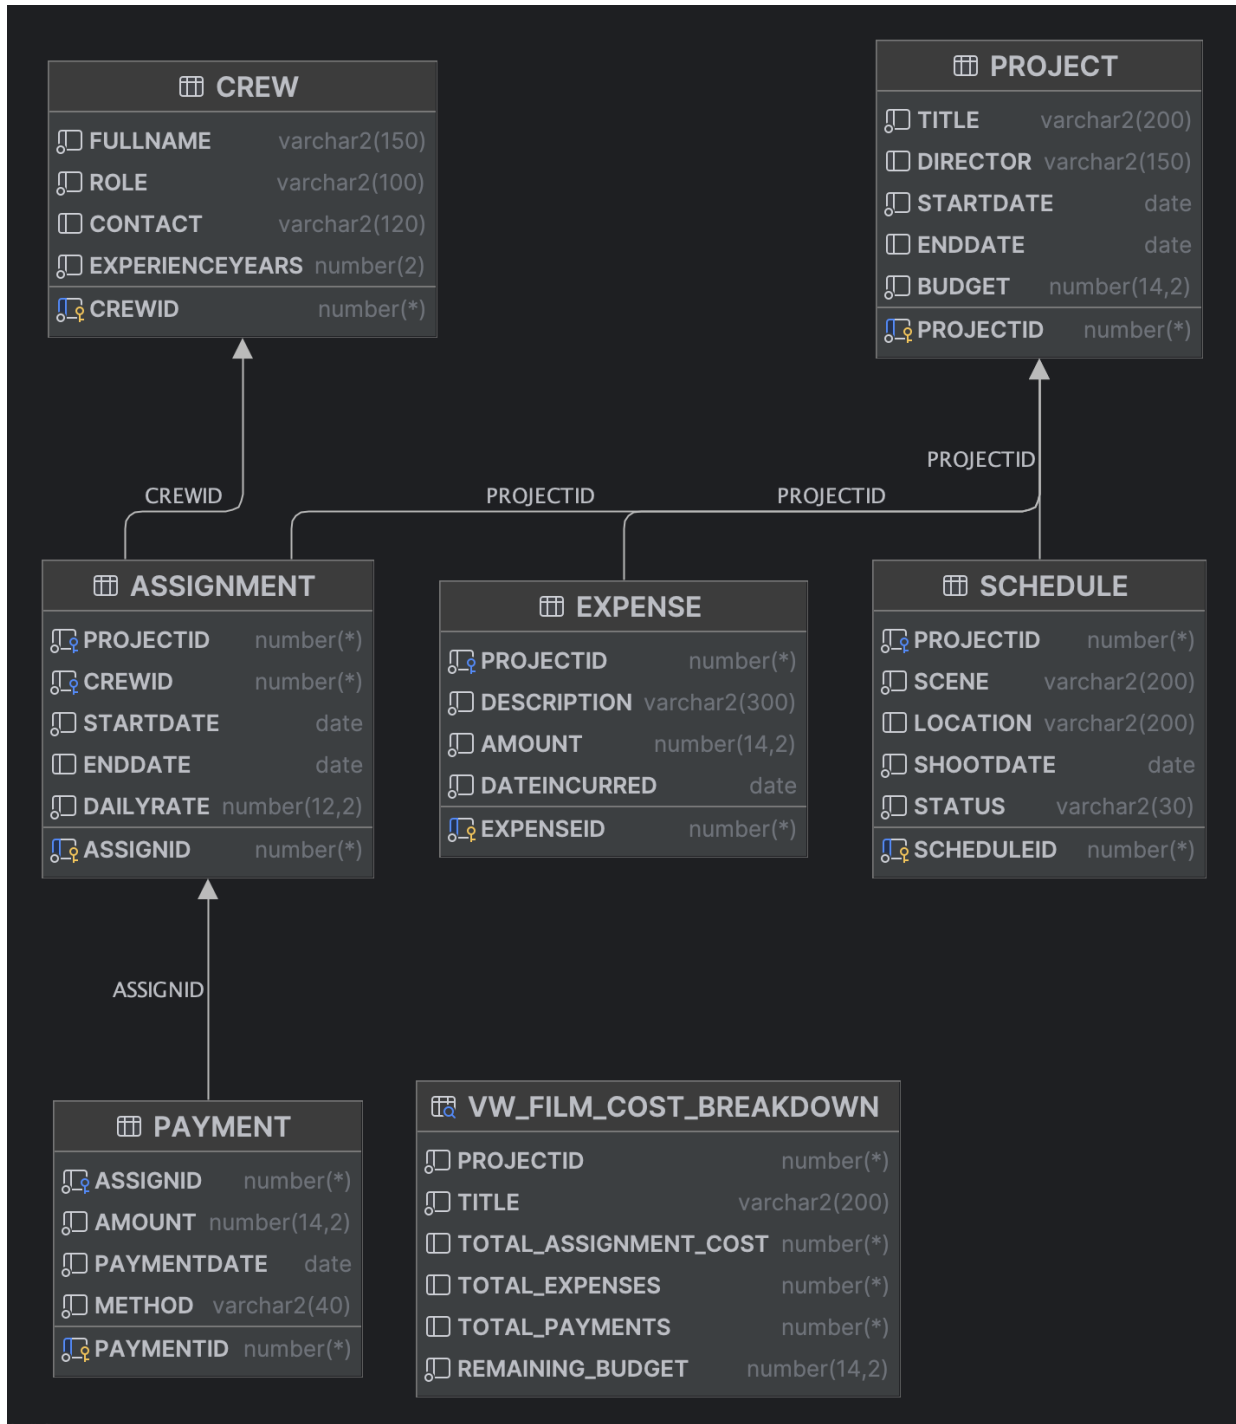 CREW
FULLNAME varchar2(150)
ROLE varchar2(100)
CONTACT varchar2(120)
EXPERIENCEYEARS number(2)
CREWID number(*)
PROJECT
TITLE varchar2(200)
DIRECTOR varchar2(150)
STARTDATE date
ENDDATE date
BUDGET number(14,2)
PROJECTID number(*)
PROJECTID
CREWID
PROJECTID
PROJECTID
ASSIGNMENT
PROJECTID number(*)
CREWID number(*)
STARTDATE date
ENDDATE date
DAILYRATE number(12,2)
ASSIGNID number(*)
EXPENSE
PROJECTID number(*)
DESCRIPTION varchar2(300)
AMOUNT number(14,2)
DATEINCURRED date
EXPENSEID number(*)
SCHEDULE
PROJECTID number(*)
SCENE varchar2(200)
LOCATION varchar2(200)
SHOOTDATE date
STATUS varchar2(30)
SCHEDULEID number(*)
ASSIGNID
PAYMENT
ASSIGNID number(*)
AMOUNT number(14,2)
PAYMENTDATE date
METHOD varchar2(40)
PAYMENTID number(*)
VW_FILM_COST_BREAKDOWN
PROJECTID number(*)
TITLE varchar2(200)
TOTAL_ASSIGNMENT_COST number(*)
TOTAL_EXPENSES number(*)
TOTAL_PAYMENTS number(*)
REMAINING_BUDGET number(14,2)